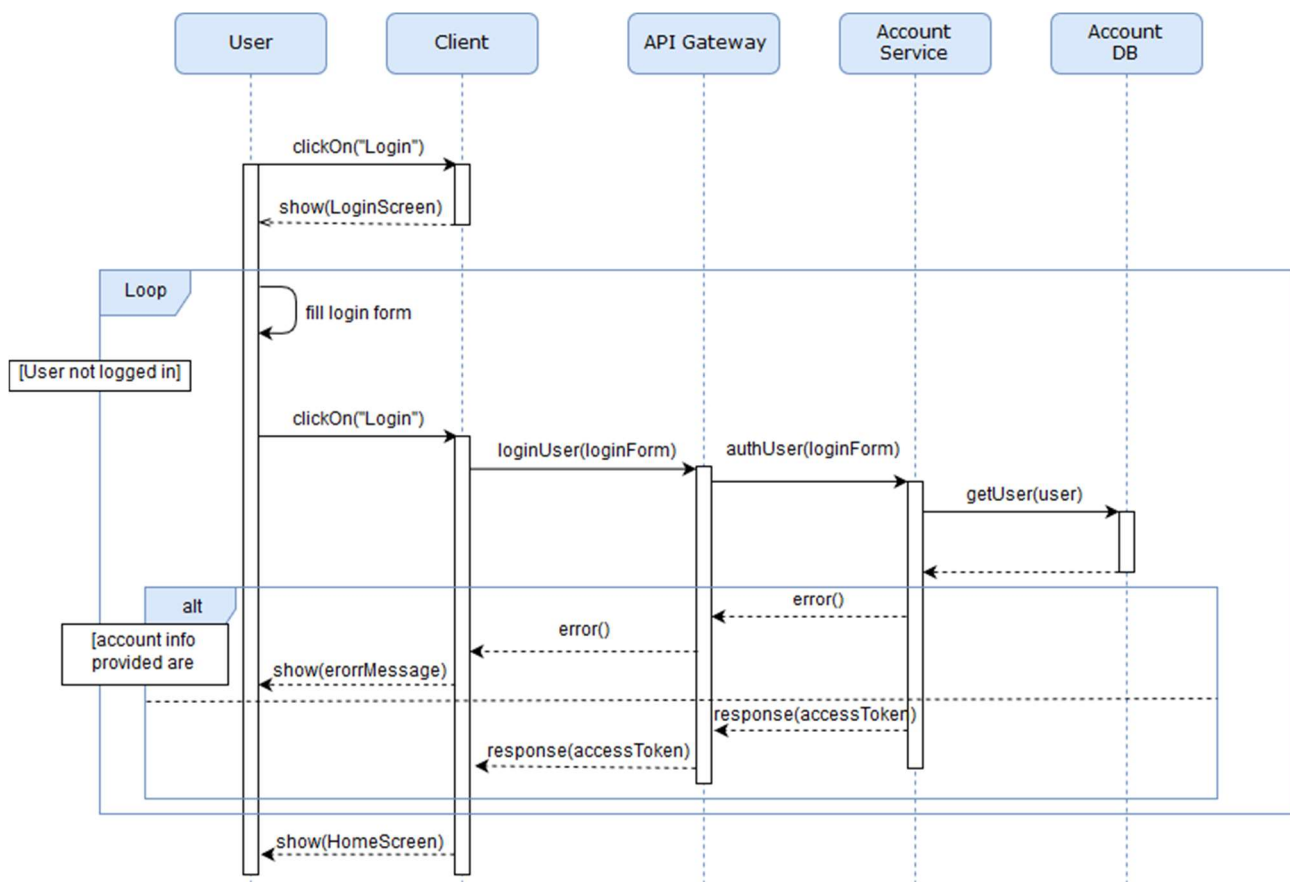 User
Client
API Gateway
Account
Service
Account
DB
clickOn("Login")
show(LoginScreen)
Loop
fill login form
[User not logged in]
clickOn("Login")
loginUser(loginForm)
authUser(loginForm)
getUser(user)
alt
error()
error()
[account info
provided are
show(erorrMessage)
response(accessToken)
response(accessToken)
show(HomeScreen)